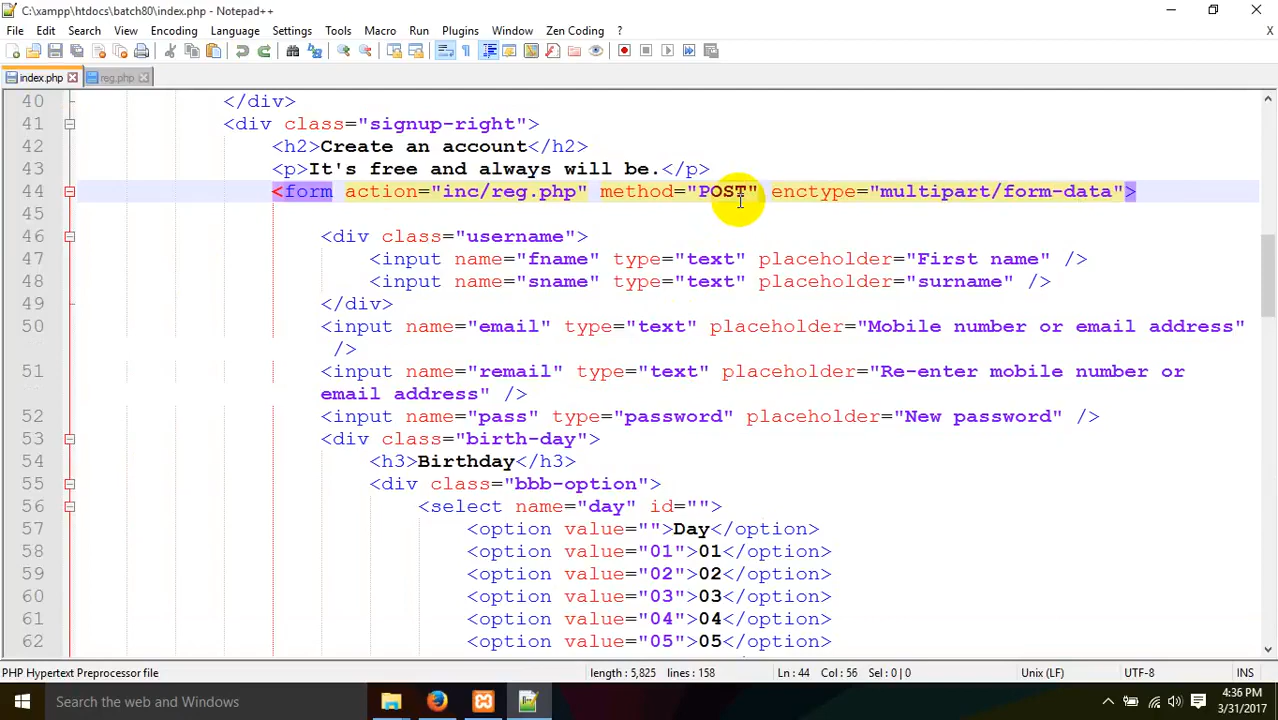 C:\xampp\htdocs\batch80\index.php - Notepad++
File Edit Search View Encoding Language Settings Tools Macro Run Plugins Window Zen Coding ?
X
index.php reg.php
40 </div>
41 <div class="signup-right">
42 <h2>Create an account</h2>
43 <p>It's free and always will be.</p>
44 <form action="inc/reg.php" method="POST" enctype="multipart/form-data">
45
46 <div class="username">
47 <input name="fname" type="text" placeholder="First name" />
48 <input name="sname" type="text" placeholder="surname" />
49 </div>
50 <input name="email" type="text" placeholder="Mobile number or email address"
/>
51 <input name="remail" type="text" placeholder="Re-enter mobile number or
email address" />
52 <input name="pass" type="password" placeholder="New password" />
53 <div class="birth-day">
54 <h3>Birthday</h3>
55 <div class="bbb-option">
56 <select name="day" id="">
57 <option value="">Day</option>
58 <option value="01">01</option>
59 <option value="02">02</option>
60 <option value="03">03</option>
61 <option value="04">04</option>
62 <option value="05">05</option>
PHP Hypertext Preprocessor file length : 5,825 lines : 158 Ln : 44 Col : 56 Sel : 0 | 0 Unix (LF) UTF-8 INS
Search the web and Windows
4:36 PM
3/31/2017